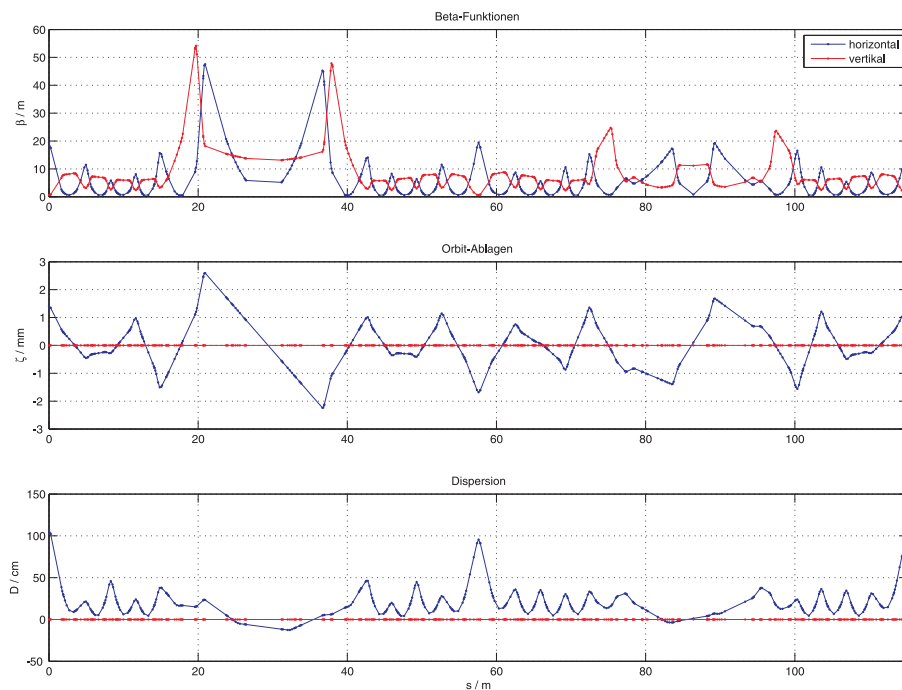 Beta-Funktionen
60
50
40
30
20
10
0
β / m
0 20 40 60 80 100
horizontal
vertikal
Orbit-Ablagen
3
2
1
0
-1
-2
-3
ζ / mm
0 20 40 60 80 100
Dispersion
150
100
50
0
-50
D / cm
0 20 40 60 80 100
s / m